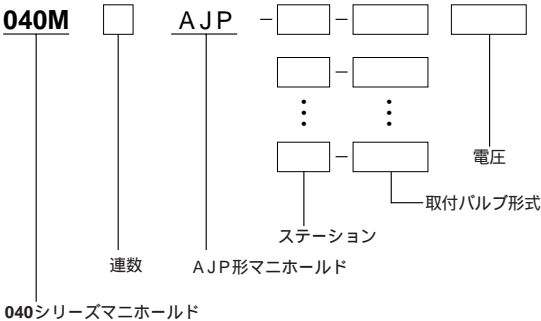 040M □ AJP −□−□ □
□−□
⋮ ⋮
□−□
電圧
取付バルブ形式
ステーション
連数 AJP形マニホールド
040シリーズマニホールド